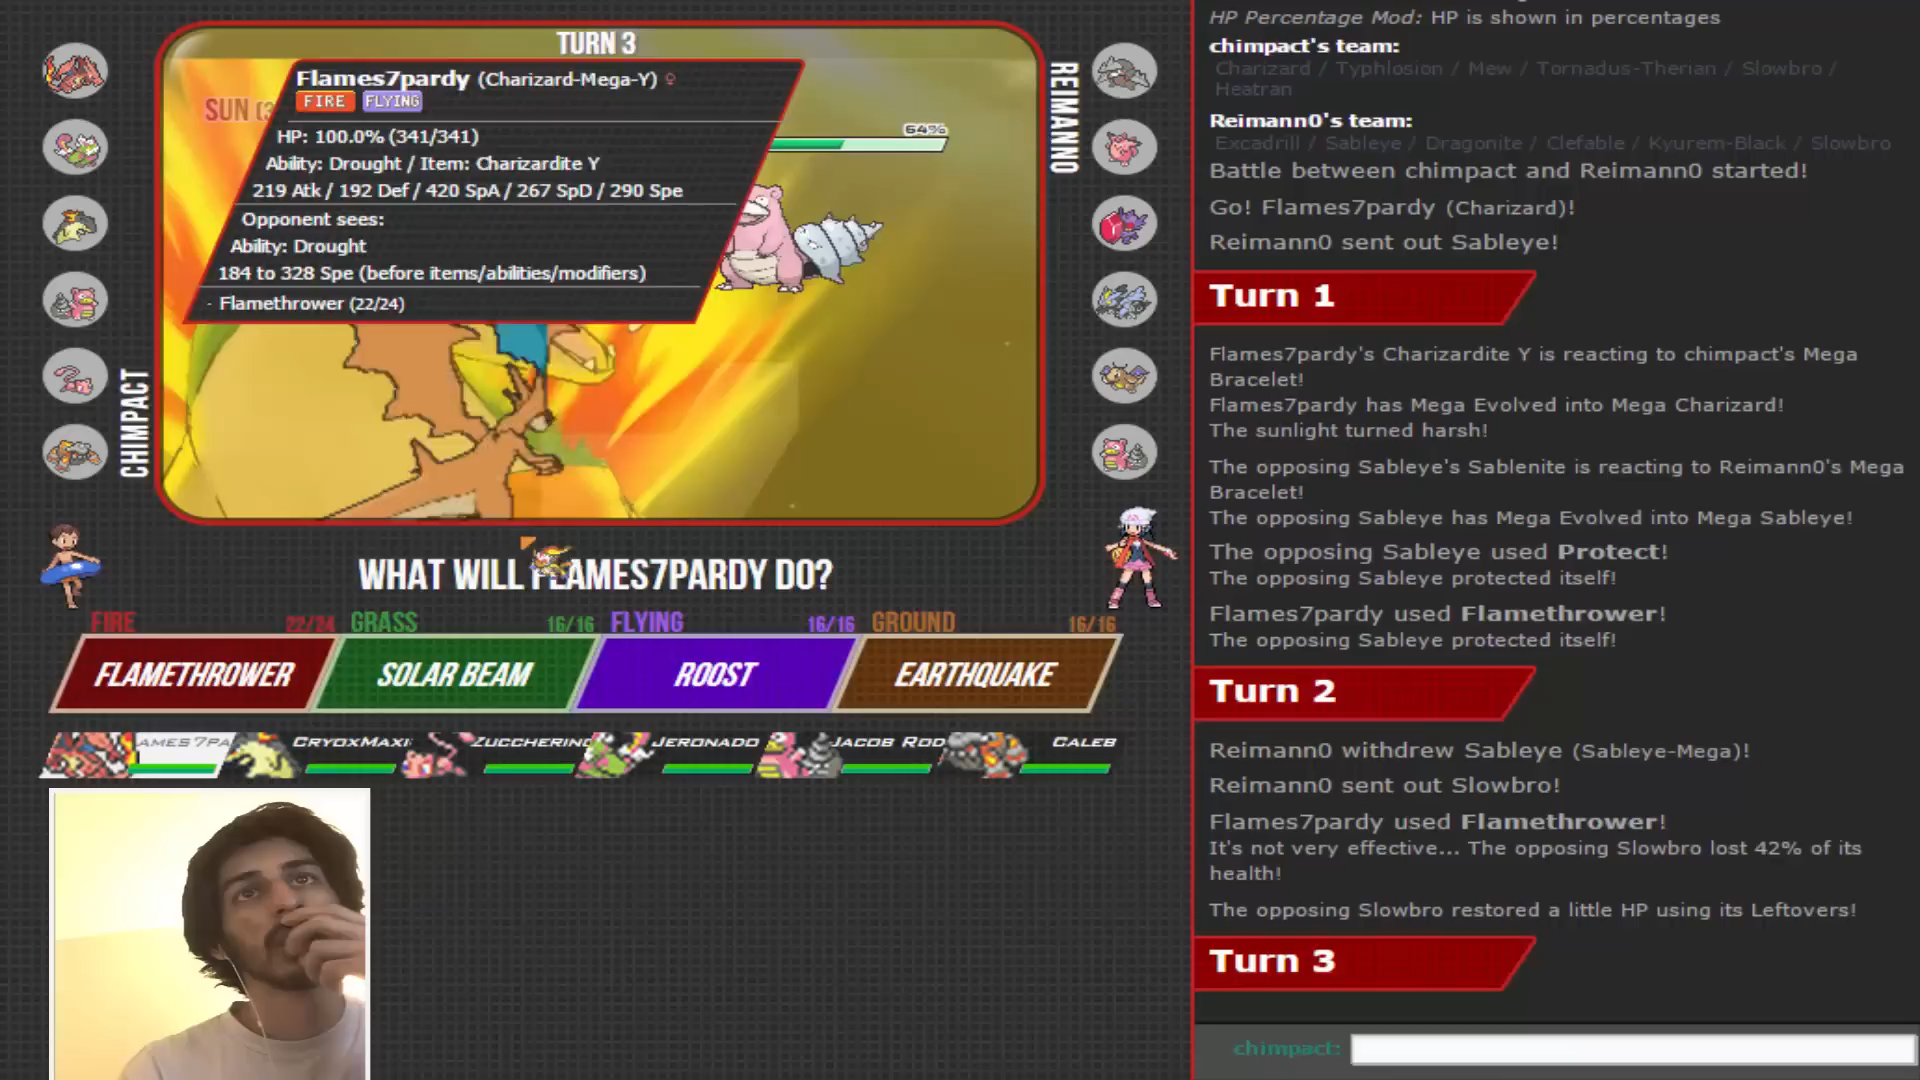 TURN 3
SUN (3
Flames7pardy (Charizard-Mega-Y) ♀
FIRE FLYING
HP: 100.0% (341/341)
Ability: Drought / Item: Charizardite Y
219 Atk / 192 Def / 420 SpA / 267 SpD / 290 Spe
Opponent sees:
Ability: Drought
184 to 328 Spe (before items/abilities/modifiers)
· Flamethrower (22/24)
64%
REIMANN0
CHIMPACT
WHAT WILL FLAMES7PARDY DO?
FIRE 22/24 GRASS 16/16 FLYING 16/16 GROUND 16/16
FLAMETHROWER SOLAR BEAM ROOST EARTHQUAKE
AMES7PA CRYOXMAXI ZUCCHERINO JERONADO JACOB ROD CALEB
HP Percentage Mod: HP is shown in percentages
chimpact's team:
Charizard / Typhlosion / Mew / Tornadus-Therian / Slowbro /
Heatran
Reimann0's team:
Excadrill / Sableye / Dragonite / Clefable / Kyurem-Black / Slowbro
Battle between chimpact and Reimann0 started!
Go! Flames7pardy (Charizard)!
Reimann0 sent out Sableye!
Turn 1
Flames7pardy's Charizardite Y is reacting to chimpact's Mega
Bracelet!
Flames7pardy has Mega Evolved into Mega Charizard!
The sunlight turned harsh!
The opposing Sableye's Sablenite is reacting to Reimann0's Mega
Bracelet!
The opposing Sableye has Mega Evolved into Mega Sableye!
The opposing Sableye used Protect!
The opposing Sableye protected itself!
Flames7pardy used Flamethrower!
The opposing Sableye protected itself!
Turn 2
Reimann0 withdrew Sableye (Sableye-Mega)!
Reimann0 sent out Slowbro!
Flames7pardy used Flamethrower!
It's not very effective... The opposing Slowbro lost 42% of its
health!
The opposing Slowbro restored a little HP using its Leftovers!
Turn 3
chimpact: